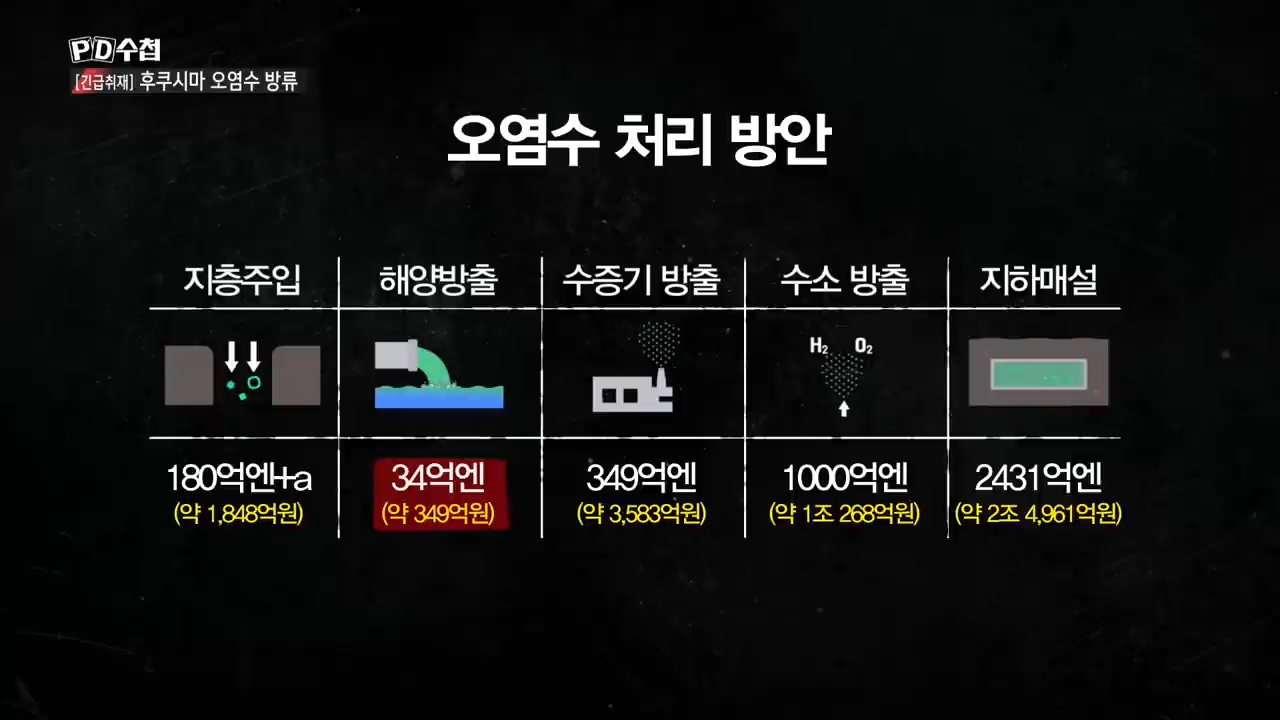 PD수첩
[긴급취재] 후쿠시마 오염수 방류
오염수 처리 방안
지층주입 해양방출 수증기 방출 수소 방출 지하매설
H2 O2
180억엔+a 34억엔 349억엔 1000억엔 2431억엔
(약 1,848억원) (약 349억원) (약 3,583억원) (약 1조 268억원) (약 2조 4,961억원)